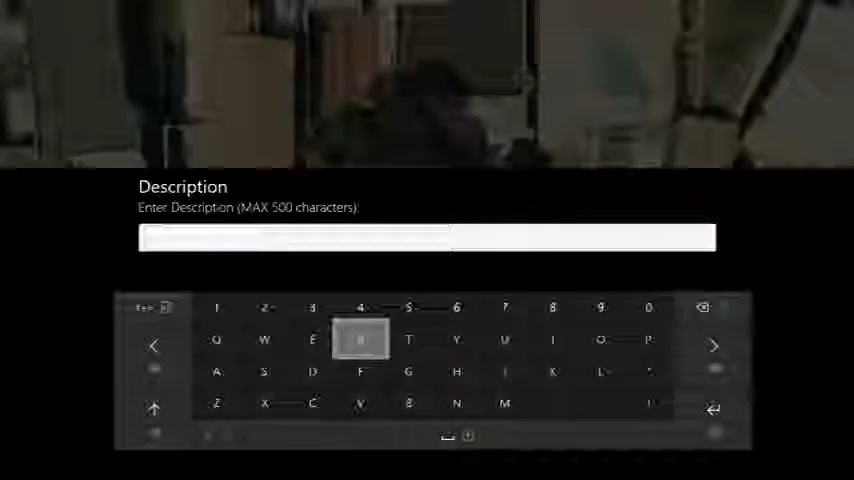 Description
Enter Description (MAX 500 characters):
1 2 3 4 5 6 7 8 9 0
Q W E R T Y U I O P
A S D F G H J K L
Z X C V B N M